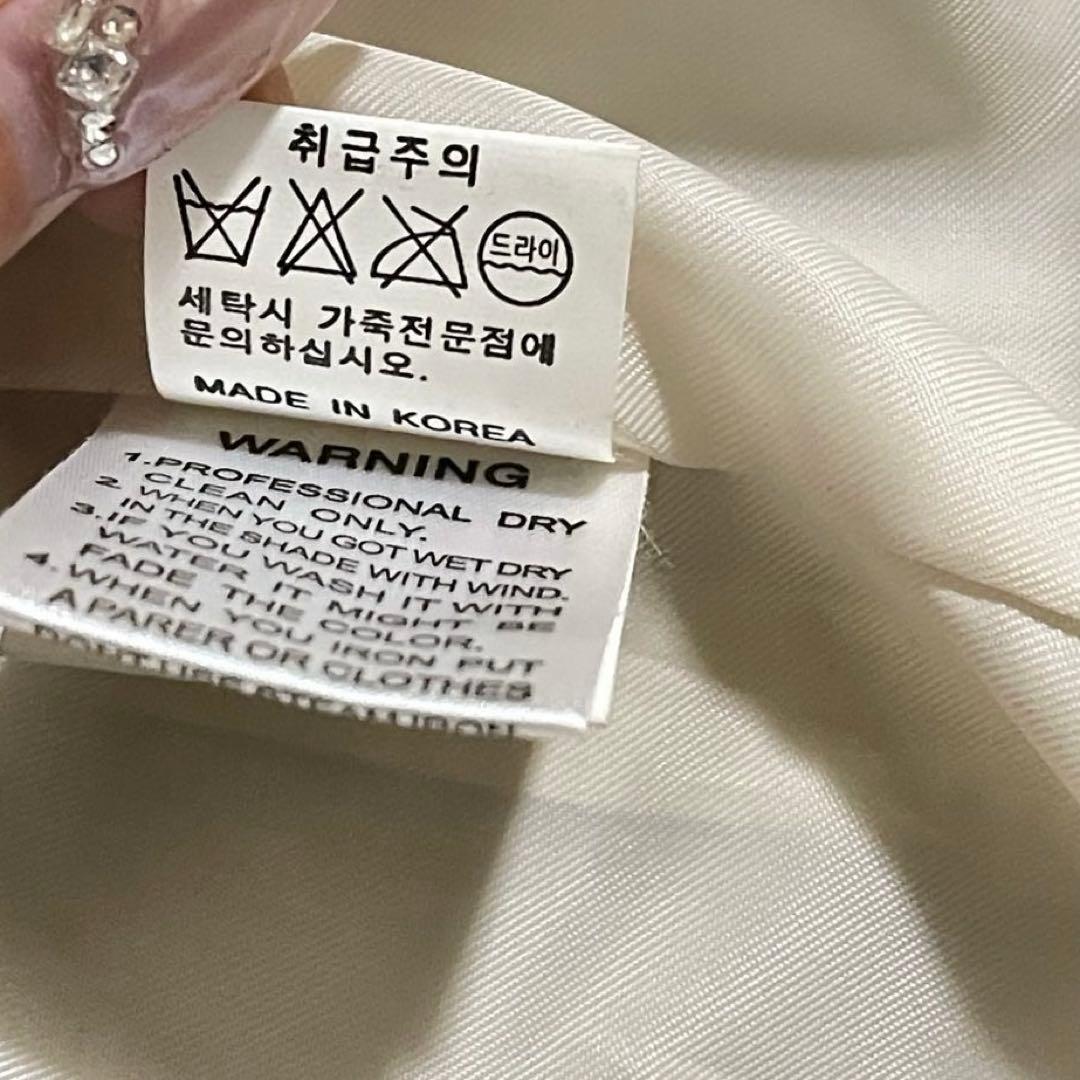 취급주의
드라이
세탁시 가죽전문점에
문의하십시오.
MADE IN KOREA
WARNING
1.PROFESSIONAL DRY
CLEAN ONLY.
2. WHEN YOU GOT WET DRY
IN THE SHADE WITH WIND.
3.IF YOU WASH IT WITH
WATER IT MIGHT BE
FADE THE COLOR.
4.WHEN YOU IRON PUT
A PARER OR CLOTHES